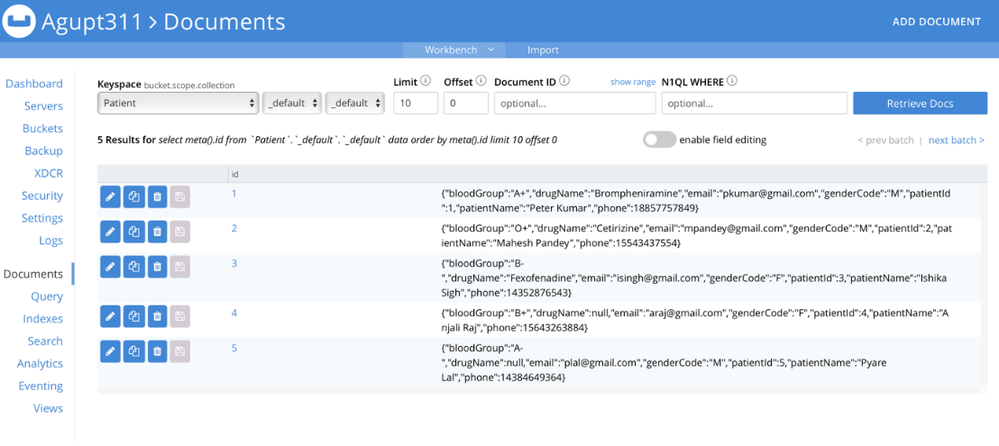 Agupt311 > Documents
ADD DOCUMENT
Workbench
Import
Dashboard
Servers
Buckets
Backup
XDCR
Security
Settings
Logs
Documents
Query
Indexes
Search
Analytics
Eventing
Views
Keyspace bucket.scope.collection
Limit
Offset
Document ID
show range
N1QL WHERE
Patient
_default
_default
10
0
optional...
optional...
Retrieve Docs
5 Results for select meta().id from `Patient`.`_default`.`_default` data order by meta().id limit 10 offset 0
enable field editing
< prev batch | next batch >
id
1
{"bloodGroup":"A+","drugName":"Brompheniramine","email":"pkumar@gmail.com","genderCode":"M","patientId
":1,"patientName":"Peter Kumar","phone":18857757849}
2
{"bloodGroup":"O+","drugName":"Cetirizine","email":"mpandey@gmail.com","genderCode":"M","patientId":2,"pat
ientName":"Mahesh Pandey","phone":15543437554}
3
{"bloodGroup":"B-
","drugName":"Fexofenadine","email":"isingh@gmail.com","genderCode":"F","patientId":3,"patientName":"Ishika
Sigh","phone":14352876543}
4
{"bloodGroup":"B+","drugName":null,"email":"araj@gmail.com","genderCode":"F","patientId":4,"patientName":"A
njali Raj","phone":15643263884}
5
{"bloodGroup":"A-
","drugName":null,"email":"plal@gmail.com","genderCode":"M","patientId":5,"patientName":"Pyare
Lal","phone":14384649364}